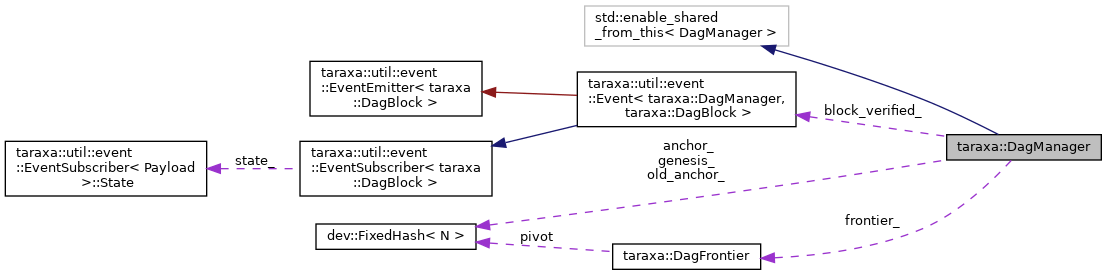 std::enable_shared
_from_this< DagManager >
taraxa::util::event
::EventEmitter< taraxa
::DagBlock >
taraxa::util::event
::Event< taraxa::DagManager,
taraxa::DagBlock >
block_verified_
taraxa::DagManager
taraxa::util::event
::EventSubscriber< Payload
>::State
state_
taraxa::util::event
::EventSubscriber< taraxa
::DagBlock >
anchor_
genesis_
old_anchor_
frontier_
dev::FixedHash< N >
pivot
taraxa::DagFrontier